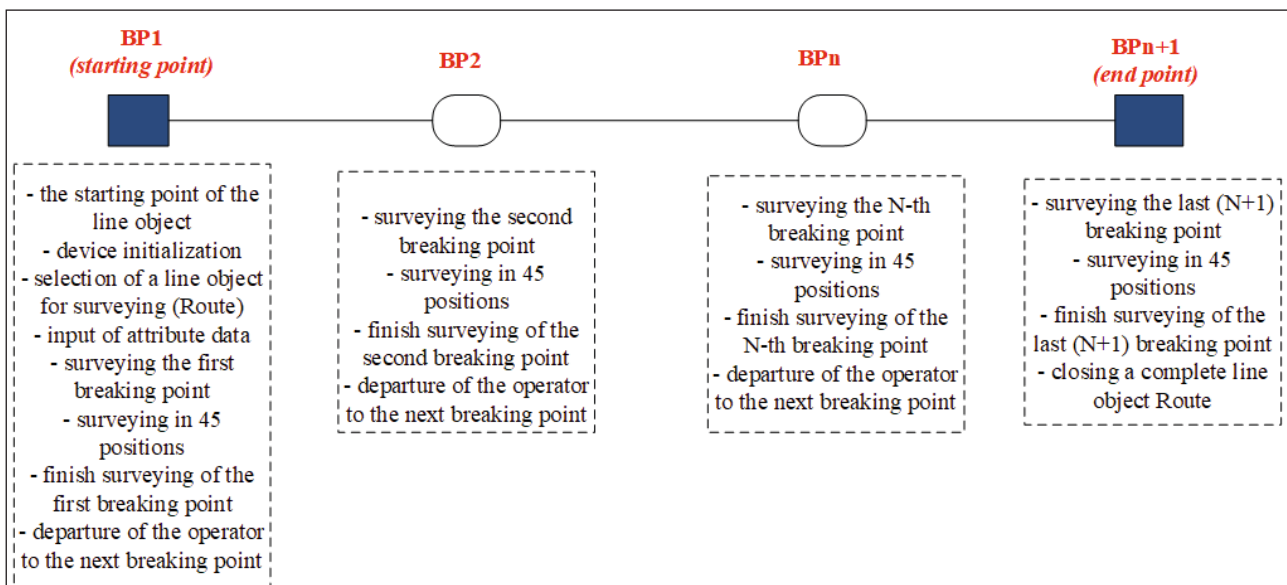 BP1
(starting point)
BP2
BPn
BPn+1
(end point)
- the starting point of the
line object
- device initialization
- selection of a line object
for surveying (Route)
- input of attribute data
- surveying the first
breaking point
- surveying in 45
positions
- finish surveying of the
first breaking point
- departure of the operator
to the next breaking point
- surveying the second
breaking point
- surveying in 45
positions
- finish surveying of the
second breaking point
- departure of the operator
to the next breaking point
- surveying the N-th
breaking point
- surveying in 45
positions
- finish surveying of the
N-th breaking point
- departure of the operator
to the next breaking point
- surveying the last (N+1)
breaking point
- surveying in 45
positions
- finish surveying of the
last (N+1) breaking point
- closing a complete line
object Route